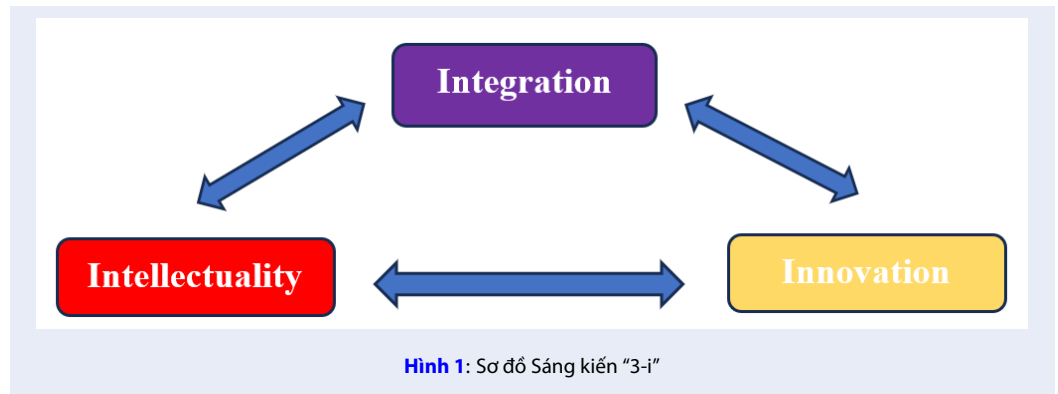 Integration
Intellectuality
Innovation
Hình 1: Sơ đồ Sáng kiến “3-i”